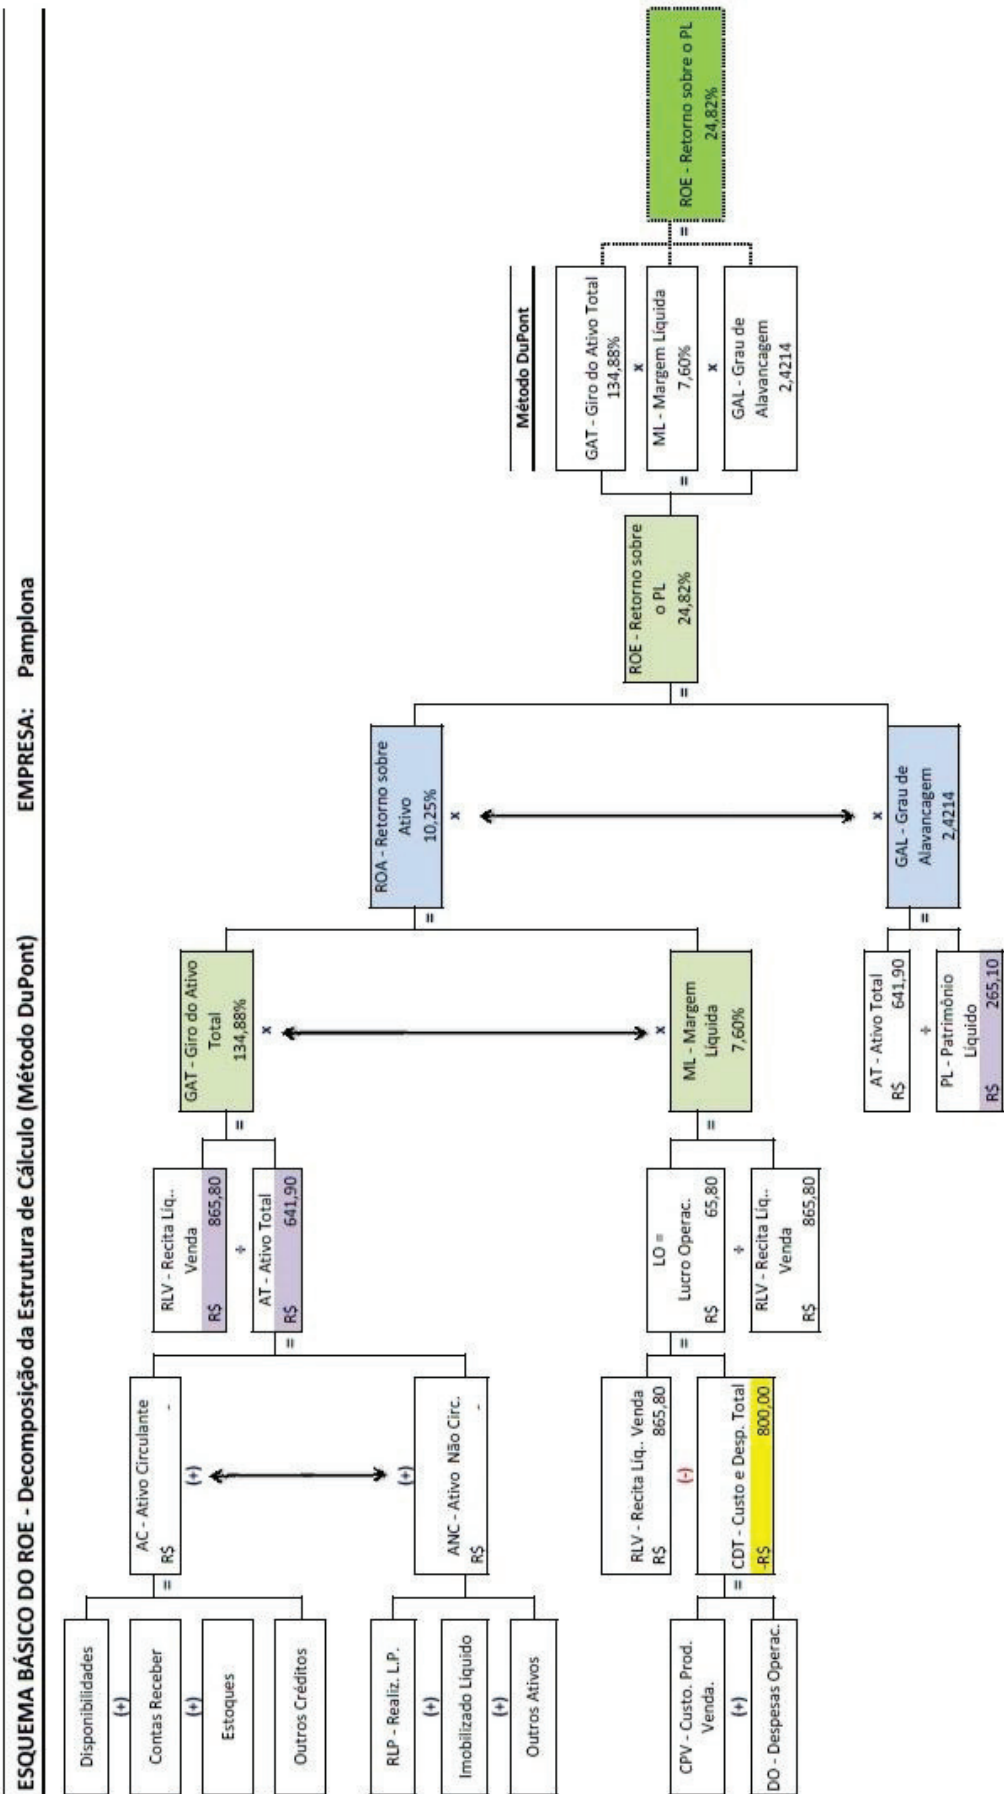 ESQUEMA BÁSICO DO ROE - Decomposição da Estrutura de Cálculo (Método DuPont) EMPRESA: Pamplona
Disponibilidades
(+)
Contas Receber
(+)
Estoques
Outros Créditos
=
AC - Ativo Circulante
R$ -
(+)
RLP - Realiz. L.P.
(+)
Imobilizado Líquido
(+)
Outros Ativos
(+)
ANC - Ativo Não Circ.
R$ -
=
RLV - Recita Líq..
Venda
R$ 865,80
÷
AT - Ativo Total
R$ 641,90
=
GAT - Giro do Ativo
Total
134,88%
x
CPV - Custo. Prod.
Venda.
(+)
DO - Despesas Operac.
=
RLV - Recita Líq.. Venda
R$ 865,80
(-)
CDT - Custo e Desp. Total
-R$ 800,00
=
LO =
Lucro Operac.
R$ 65,80
÷
RLV - Recita Líq..
Venda
R$ 865,80
=
x
ML - Margem
Líquida
7,60%
=
ROA - Retorno sobre
Ativo
10,25%
x
AT - Ativo Total
R$ 641,90
÷
PL - Patrimônio
Líquido
R$ 265,10
=
x
GAL - Grau de
Alavancagem
2,4214
=
ROE - Retorno sobre
o PL
24,82%
=
Método DuPont
GAT - Giro do Ativo Total
134,88%
x
ML - Margem Líquida
7,60%
x
GAL - Grau de
Alavancagem
2,4214
=
ROE - Retorno sobre o PL
24,82%